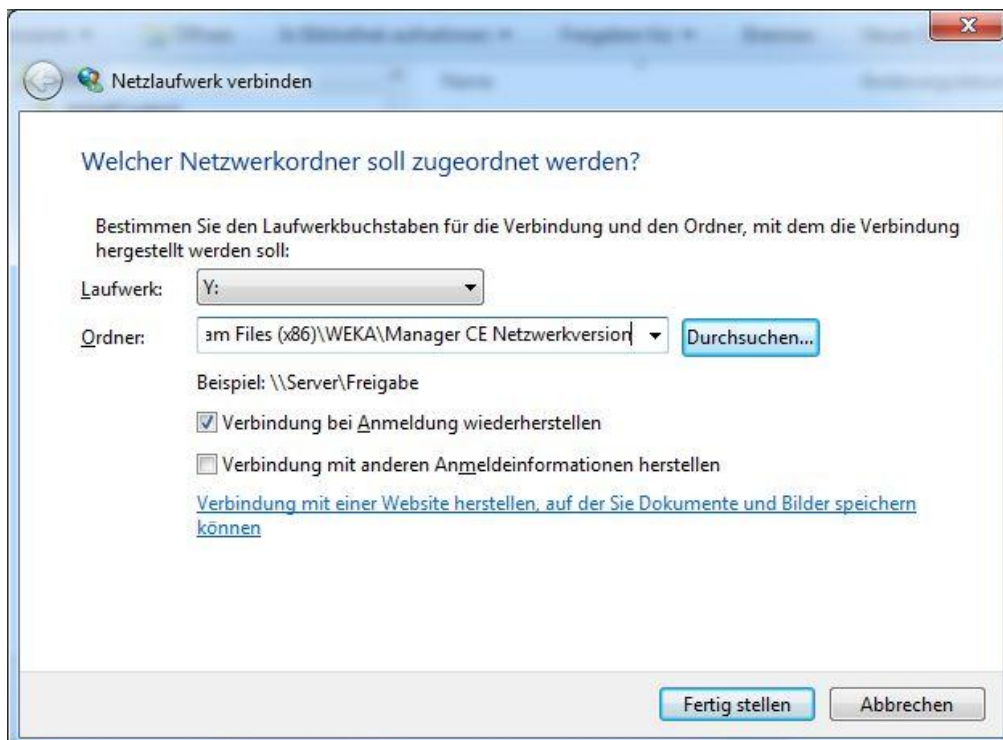 Netzlaufwerk verbinden
Welcher Netzwerkordner soll zugeordnet werden?
Bestimmen Sie den Laufwerkbuchstaben für die Verbindung und den Ordner, mit dem die Verbindung
hergestellt werden soll:
Laufwerk: Y:
Ordner: am Files (x86)\WEKA\Manager CE Netzwerkversion Durchsuchen...
Beispiel: \\Server\Freigabe
Verbindung bei Anmeldung wiederherstellen
Verbindung mit anderen Anmeldeinformationen herstellen
Verbindung mit einer Website herstellen, auf der Sie Dokumente und Bilder speichern
können
Fertig stellen Abbrechen